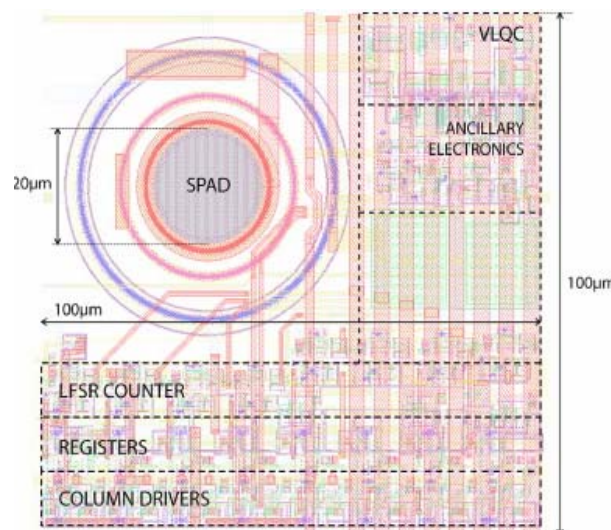 VLQC
ANCILLARY
ELECTRONICS
SPAD
20µm
100µm
100µm
LFSR COUNTER
REGISTERS
COLUMN DRIVERS